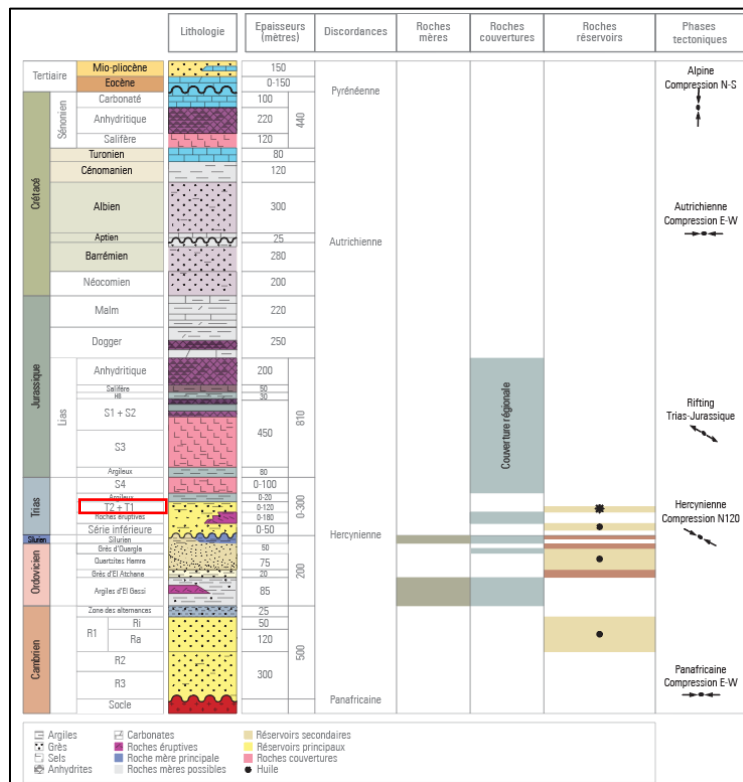 Lithologie Epaisseurs (mètres) Discordances Roches mères Roches couvertures Roches réservoirs Phases tectoniques
Tertiaire
Mio-pliocène 150
Eocène 0-150
Pyrénéenne
Alpine
Compression N-S
Crétacé
Sénonien
Carbonaté 100
Anhydritique 220
Salifère 120
440
Turonien 80
Cénomanien 120
Albien 300
Autrichienne
Compression E-W
Aptien 25
Autrichienne
Barrémien 280
Néocomien 200
Jurassique
Malm 220
Dogger 250
Lias
Anhydritique 200
Salifère 50
HB 30
S1 + S2
450
S3
Argileux 80
810
Couverture régionale
Rifting
Trias-Jurassique
Trias
S4 0-100
Argileux 0-20
T2 + T1 0-120
Roches éruptives 0-180
Série inférieure 0-50
0-300
Hercynienne
Hercynienne
Compression N120
Silurien
Silurien
Ordovicien
Grès d'Ouargla 50
Quartzites Hamra 75
Grès d'El Atchana 20
Argiles d'El Gassi 85
200
Cambrien
Zone des alternances 25
R1
Ri 50
Ra 120
R2
300
R3
500
Socle
Panafricaine
Panafricaine
Compression E-W
Argiles
Grès
Sels
Anhydrites
Carbonates
Roches éruptives
Roche mère principale
Roches mères possibles
Réservoirs secondaires
Réservoirs principaux
Roches couvertures
Huile